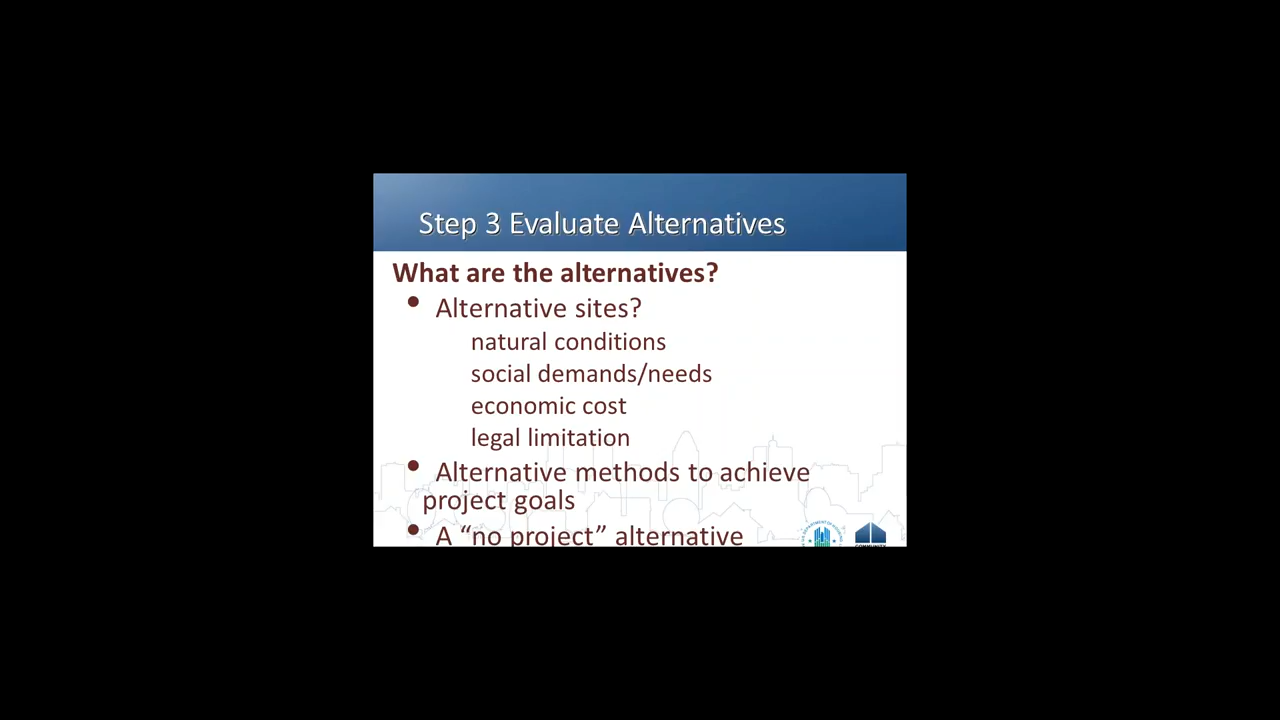 Step 3 Evaluate Alternatives
What are the alternatives?
• Alternative sites?
natural conditions
social demands/needs
economic cost
legal limitation
• Alternative methods to achieve
project goals
• A “no project” alternative
COMMUNITY